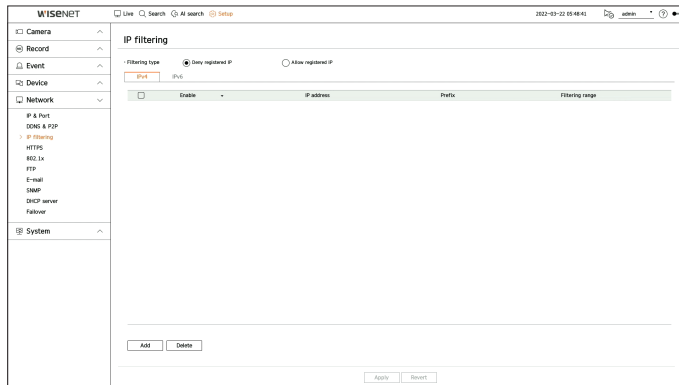 WISENET
Live Search AI search Setup 2022-03-22 05:48:41 admin ?
Camera
Record
Event
Device
Network
IP & Port
DDNS & P2P
> IP filtering
HTTPS
802.1x
FTP
E-mail
SNMP
DHCP server
Failover
System
IP filtering
· Filtering type Deny registered IP Allow registered IP
IPv4 IPv6
Enable IP address Prefix Filtering range
Add Delete
Apply Revert